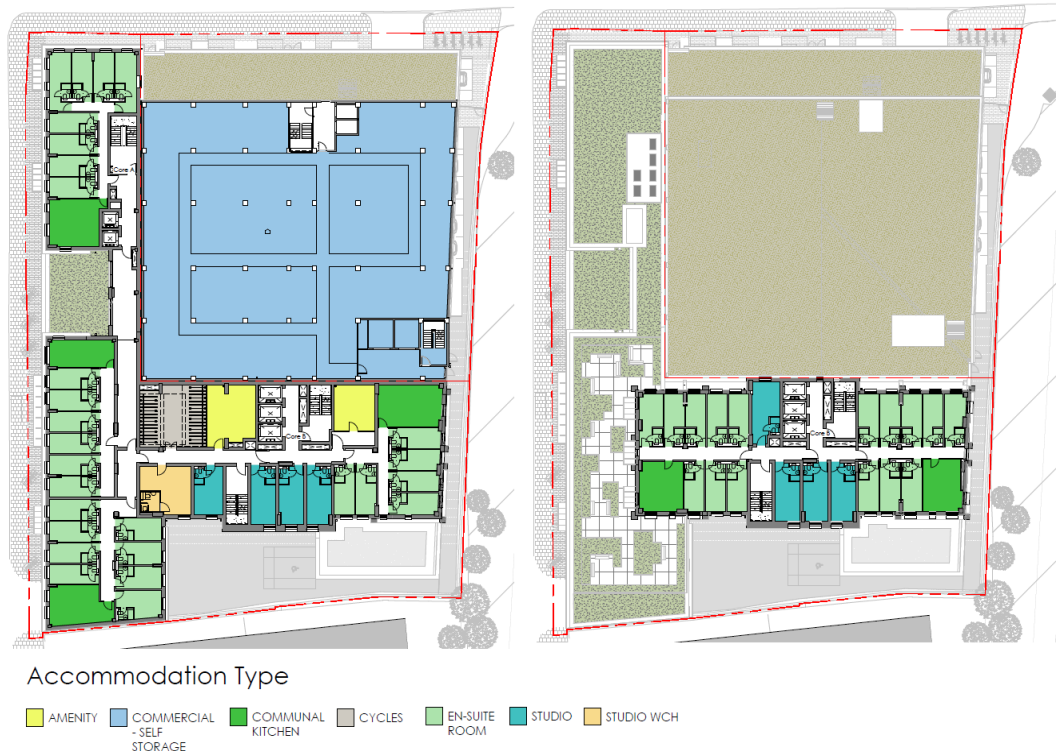 Core A
Core B
Core B
Accommodation Type
AMENITY
COMMERCIAL
- SELF
STORAGE
COMMUNAL
KITCHEN
CYCLES
EN-SUITE
ROOM
STUDIO
STUDIO WCH